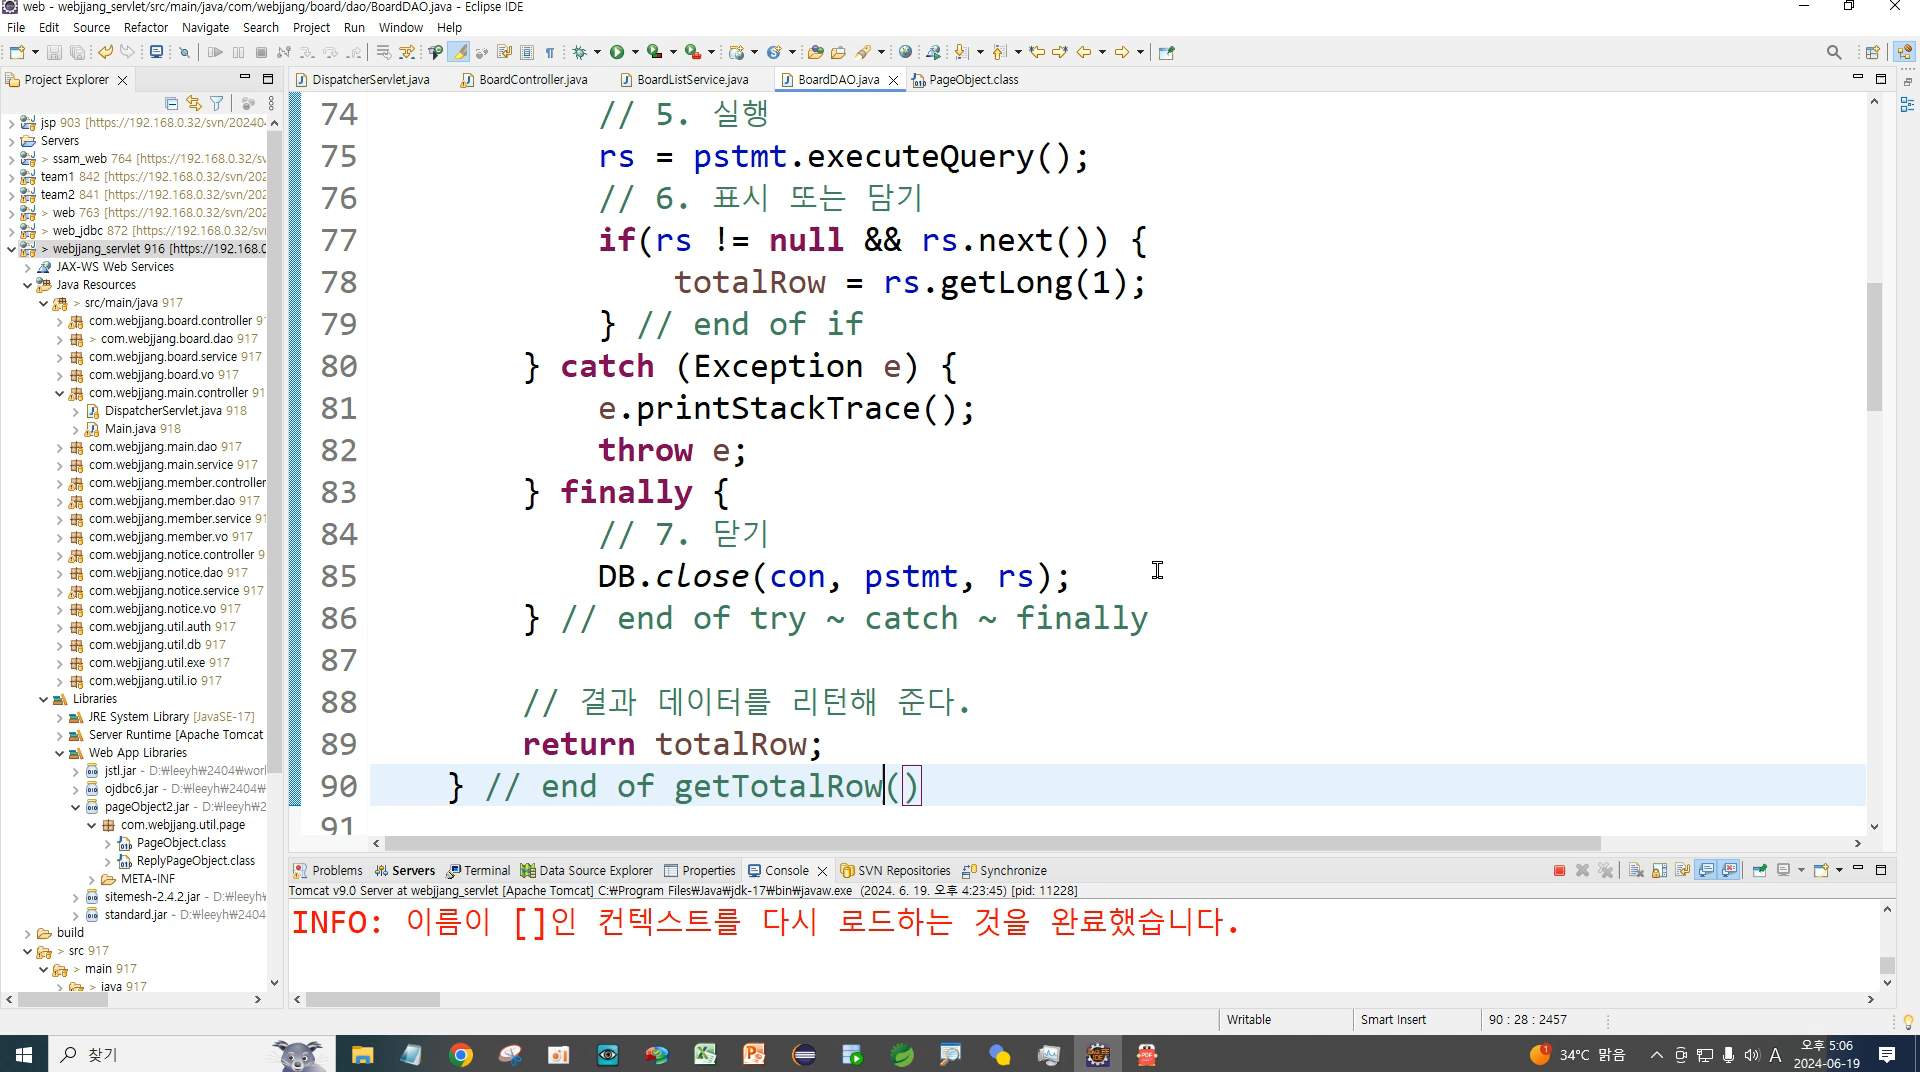 web - webjjang_servlet/src/main/java/com/webjjang/board/dao/BoardDAO.java - Eclipse IDE
File Edit Source Refactor Navigate Search Project Run Window Help
Project Explorer
DispatcherServlet.java BoardController.java BoardListService.java BoardDAO.java PageObject.class
jsp 903 [https://192.168.0.32/svn/20240
Servers
> ssam_web 764 [https://192.168.0.32/sv
team1 842 [https://192.168.0.32/svn/202
team2 841 [https://192.168.0.32/svn/202
> web 763 [https://192.168.0.32/svn/202
> web_jdbc 872 [https://192.168.0.32/sv
> webjjang_servlet 916 [https://192.168.0
JAX-WS Web Services
Java Resources
> src/main/java 917
com.webjjang.board.controller 9
> com.webjjang.board.dao 917
com.webjjang.board.service 917
com.webjjang.board.vo 917
com.webjjang.main.controller 91
DispatcherServlet.java 918
Main.java 918
com.webjjang.main.dao 917
com.webjjang.main.service 917
com.webjjang.member.controller
com.webjjang.member.dao 917
com.webjjang.member.service 91
com.webjjang.member.vo 917
com.webjjang.notice.controller 9
com.webjjang.notice.dao 917
com.webjjang.notice.service 917
com.webjjang.notice.vo 917
com.webjjang.util.auth 917
com.webjjang.util.db 917
com.webjjang.util.exe 917
com.webjjang.util.io 917
Libraries
JRE System Library [JavaSE-17]
Server Runtime [Apache Tomcat
Web App Libraries
jstl.jar - D:₩leeyh₩2404₩worl
ojdbc6.jar - D:₩leeyh₩2404₩
pageObject2.jar - D:₩leeyh₩2
com.webjjang.util.page
PageObject.class
ReplyPageObject.class
META-INF
sitemesh-2.4.2.jar - D:₩leeyh₩
standard.jar - D:₩leeyh₩2404
build
> src 917
> main 917
> java 917
74 // 5. 실행
75 rs = pstmt.executeQuery();
76 // 6. 표시 또는 담기
77 if(rs != null && rs.next()) {
78 totalRow = rs.getLong(1);
79 } // end of if
80 } catch (Exception e) {
81 e.printStackTrace();
82 throw e;
83 } finally {
84 // 7. 닫기
85 DB.close(con, pstmt, rs);
86 } // end of try ~ catch ~ finally
87
88 // 결과 데이터를 리턴해 준다.
89 return totalRow;
90 } // end of getTotalRow()
91
Problems Servers Terminal Data Source Explorer Properties Console SVN Repositories Synchronize
Tomcat v9.0 Server at webjjang_servlet [Apache Tomcat] C:₩Program Files₩Java₩jdk-17₩bin₩javaw.exe (2024. 6. 19. 오후 4:23:45) [pid: 11228]
INFO: 이름이 []인 컨텍스트를 다시 로드하는 것을 완료했습니다.
Writable Smart Insert 90 : 28 : 2457
찾기
1 34°C 맑음 A 오후 5:06
2024-06-19